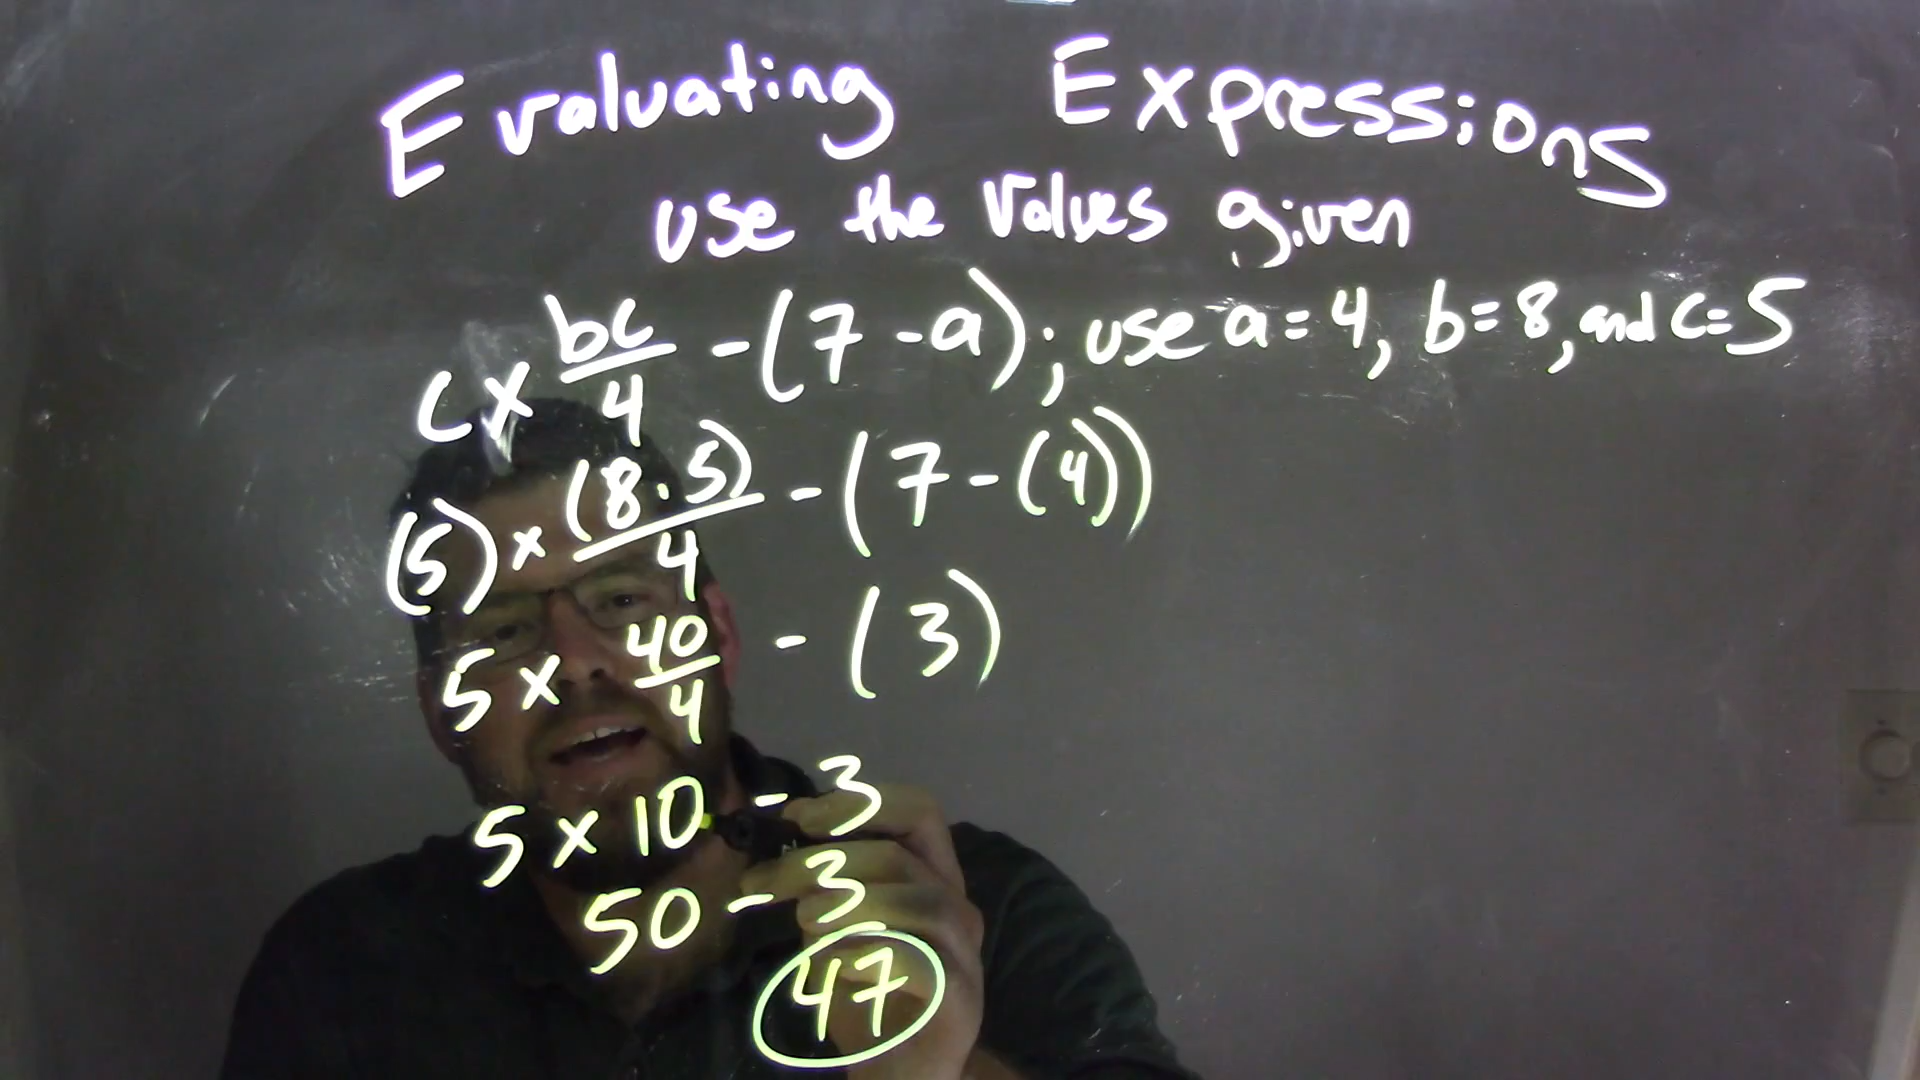 Evaluating Expressions
use the values given
c × bc/4 - (7 - a); use a = 4, b = 8, and c = 5
(5) × (8·5)/4 - (7 - (4))
5 × 40/4 - (3)
5 × 10 - 3
50 - 3
47